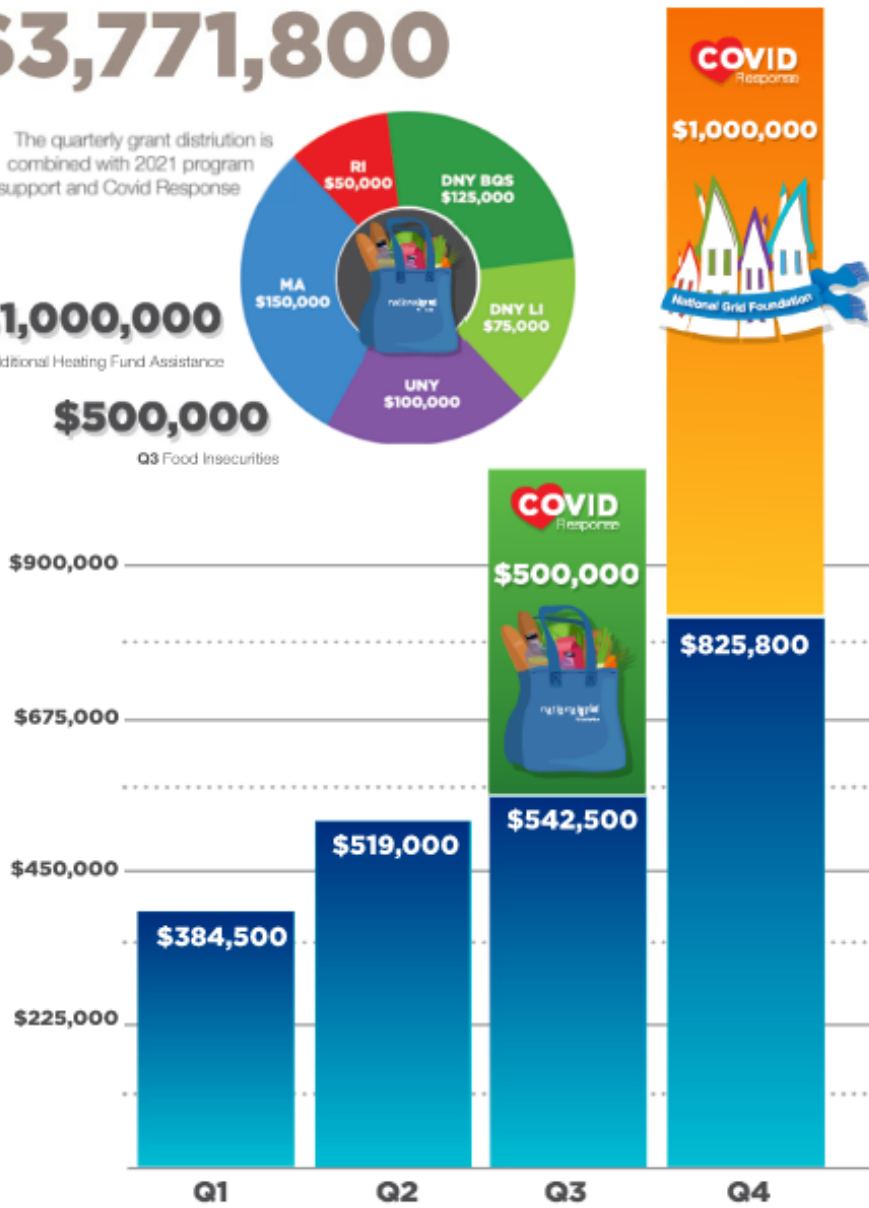 $3,771,800
The quarterly grant distriution is
combined with 2021 program
support and Covid Response
$1,000,000
Additional Heating Fund Assistance
$500,000
Q3 Food Insecurities
RI
$50,000
DNY BQS
$125,000
MA
$150,000
DNY LI
$75,000
UNY
$100,000
nationalgrid
COVID
Response
$1,000,000
National Grid Foundation
COVID
Response
$500,000
nationalgrid
$900,000
$675,000
$450,000
$225,000
$384,500
$519,000
$542,500
$825,800
Q1
Q2
Q3
Q4